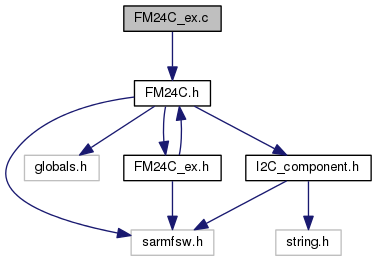 FM24C_ex.c
FM24C.h
globals.h
FM24C_ex.h
I2C_component.h
sarmfsw.h
string.h